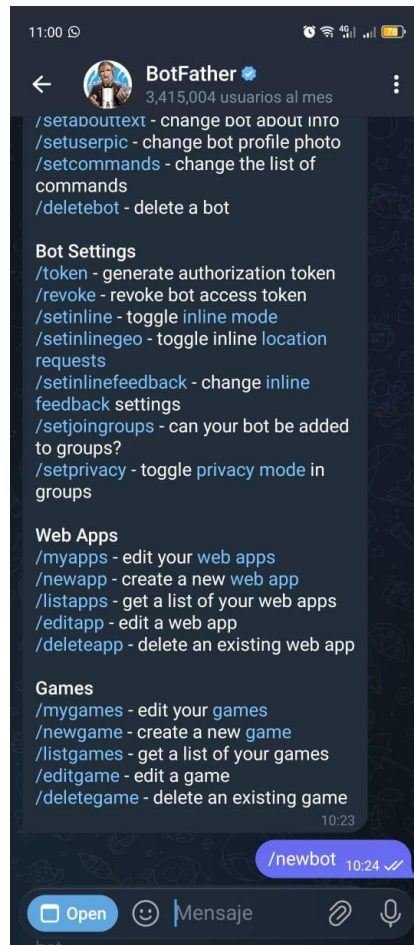 11:00
4G
78
BotFather
3,415,004 usuarios al mes
/setabouttext - change bot about info
/setuserpic - change bot profile photo
/setcommands - change the list of
commands
/deletebot - delete a bot
Bot Settings
/token - generate authorization token
/revoke - revoke bot access token
/setinline - toggle inline mode
/setinlinegeo - toggle inline location
requests
/setinlinefeedback - change inline
feedback settings
/setjoingroups - can your bot be added
to groups?
/setprivacy - toggle privacy mode in
groups
Web Apps
/myapps - edit your web apps
/newapp - create a new web app
/listapps - get a list of your web apps
/editapp - edit a web app
/deleteapp - delete an existing web app
Games
/mygames - edit your games
/newgame - create a new game
/listgames - get a list of your games
/editgame - edit a game
/deletegame - delete an existing game
10:23
/newbot 10:24
Open Mensaje